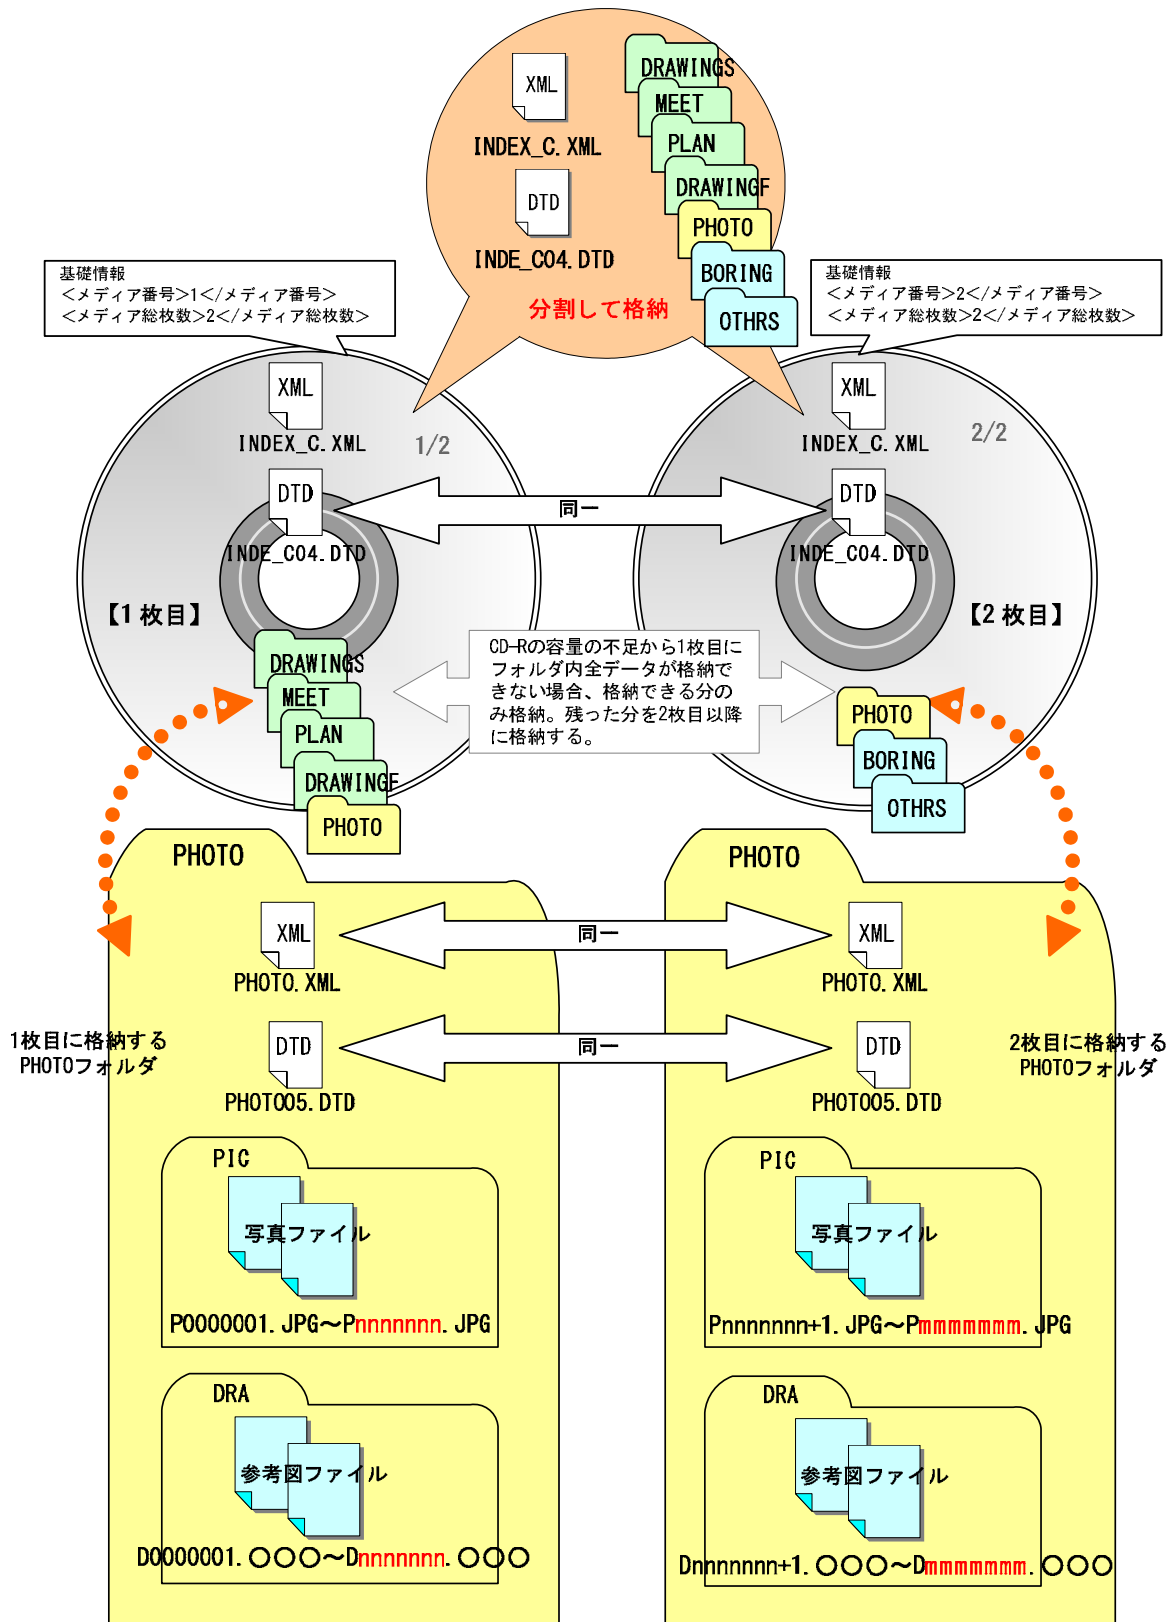 XML
INDEX_C.XML
DTD
INDE_C04.DTD
分割して格納
DRAWINGS
MEET
PLAN
DRAWINGF
PHOTO
BORING
OTHRS
基礎情報
<メディア番号>1</メディア番号>
<メディア総枚数>2</メディア総枚数>
基礎情報
<メディア番号>2</メディア番号>
<メディア総枚数>2</メディア総枚数>
XML
INDEX_C.XML
1/2
DTD
INDE_C04.DTD
【1枚目】
同一
XML
INDEX_C.XML
2/2
DTD
INDE_C04.DTD
【2枚目】
DRAWINGS
MEET
PLAN
DRAWINGF
PHOTO
CD-Rの容量の不足から1枚目に
フォルダ内全データが格納で
きない場合、格納できる分の
み格納。残った分を2枚目以降
に格納する。
PHOTO
BORING
OTHRS
PHOTO
XML
PHOTO.XML
同一
1枚目に格納する
PHOTOフォルダ
DTD
PHOTO05.DTD
同一
PIC
写真ファイル
P0000001.JPG～Pnnnnnnn.JPG
DRA
参考図ファイル
D0000001.○○○～Dnnnnnnn.○○○
PHOTO
XML
PHOTO.XML
2枚目に格納する
PHOTOフォルダ
DTD
PHOTO05.DTD
PIC
写真ファイル
Pnnnnnnn+1.JPG～Pmmmmmmm.JPG
DRA
参考図ファイル
Dnnnnnnn+1.○○○～Dmmmmmmm.○○○